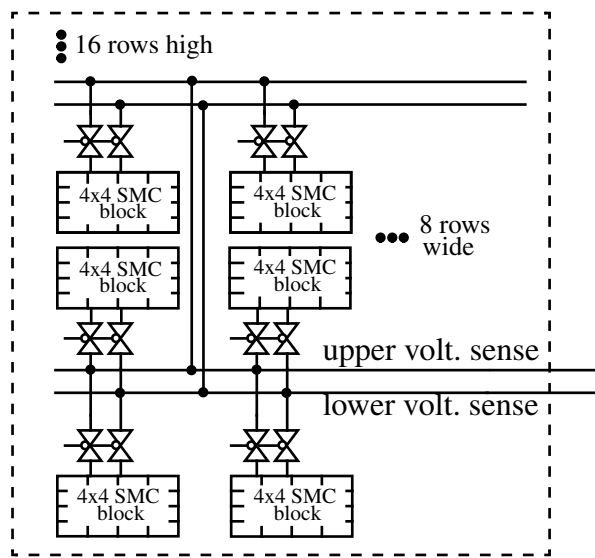 16 rows high
4x4 SMC
block
4x4 SMC
block
8 rows
wide
4x4 SMC
block
4x4 SMC
block
upper volt. sense
lower volt. sense
4x4 SMC
block
4x4 SMC
block